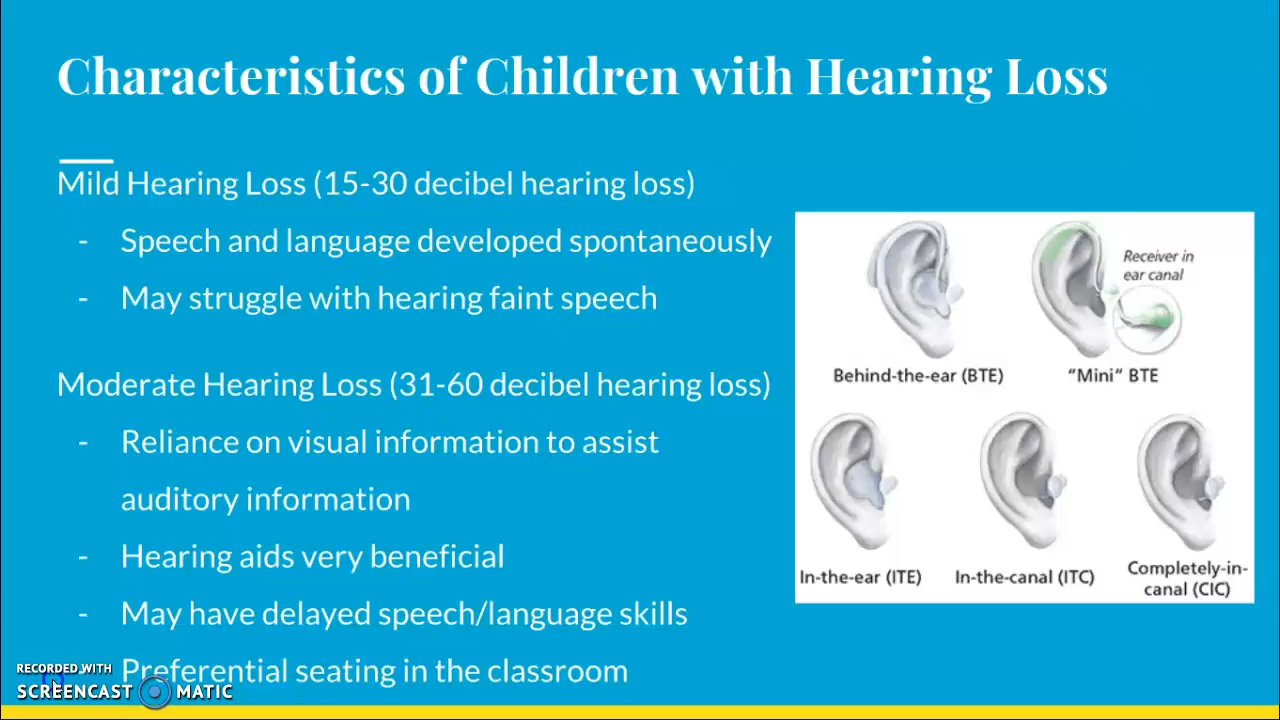 Characteristics of Children with Hearing Loss
Mild Hearing Loss (15-30 decibel hearing loss)
- Speech and language developed spontaneously
- May struggle with hearing faint speech
Moderate Hearing Loss (31-60 decibel hearing loss)
- Reliance on visual information to assist
auditory information
- Hearing aids very beneficial
- May have delayed speech/language skills
Preferential seating in the classroom
Receiver in
ear canal
Behind-the-ear (BTE)
“Mini” BTE
In-the-ear (ITE)
In-the-canal (ITC)
Completely-in-
canal (CIC)
RECORDED WITH
SCREENCAST MATIC